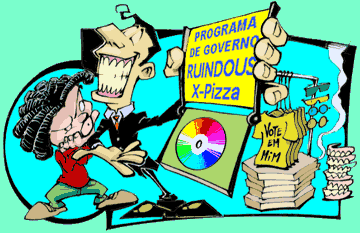 PROGRAMA
DE GOVERNO
RUINDOUS
X-Pizza
VOTE
EM
MIM